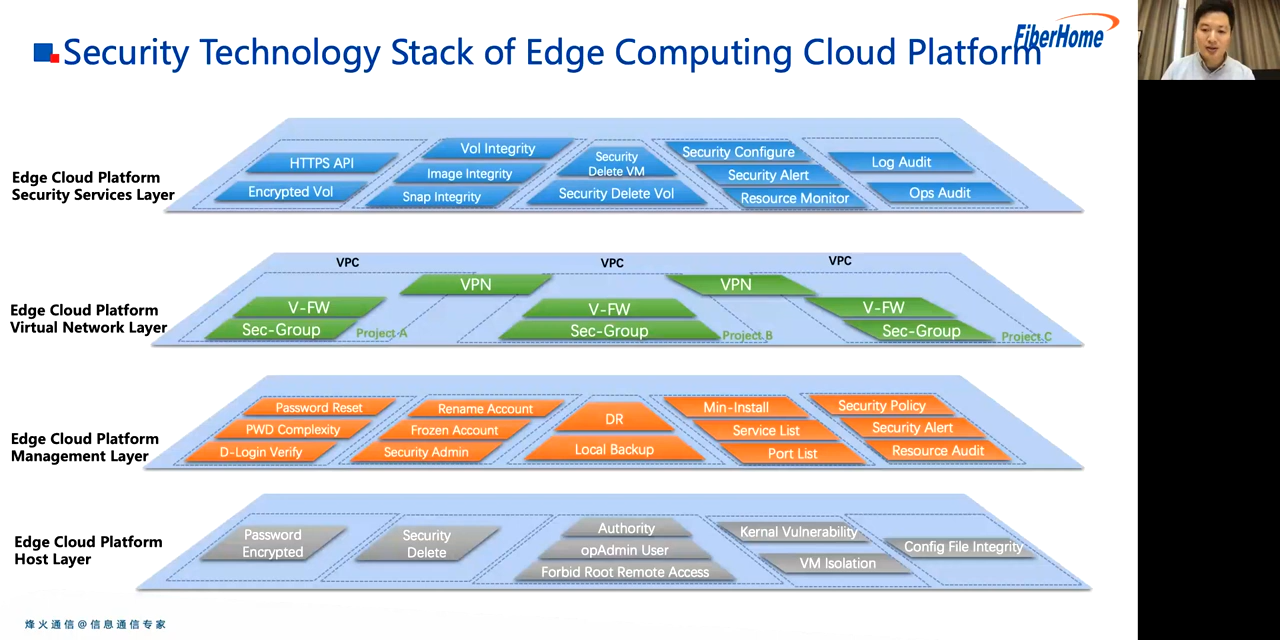 Security Technology Stack of Edge Computing Cloud Platform
FiberHome
Edge Cloud Platform
Security Services Layer
HTTPS API
Encrypted Vol
Vol Integrity
Image Integrity
Snap Integrity
Security
Delete VM
Security Delete Vol
Security Configure
Security Alert
Resource Monitor
Log Audit
Ops Audit
Edge Cloud Platform
Virtual Network Layer
VPC
VPC
VPC
VPN
VPN
V-FW
Sec-Group
Project A
V-FW
Sec-Group
Project B
V-FW
Sec-Group
Project C
Edge Cloud Platform
Management Layer
Password Reset
PWD Complexity
D-Login Verify
Rename Account
Frozen Account
Security Admin
DR
Local Backup
Min-Install
Service List
Port List
Security Policy
Security Alert
Resource Audit
Edge Cloud Platform
Host Layer
Password
Encrypted
Security
Delete
Authority
opAdmin User
Forbid Root Remote Access
Kernal Vulnerability
VM Isolation
Config File Integrity
烽火通信@信息通信专家